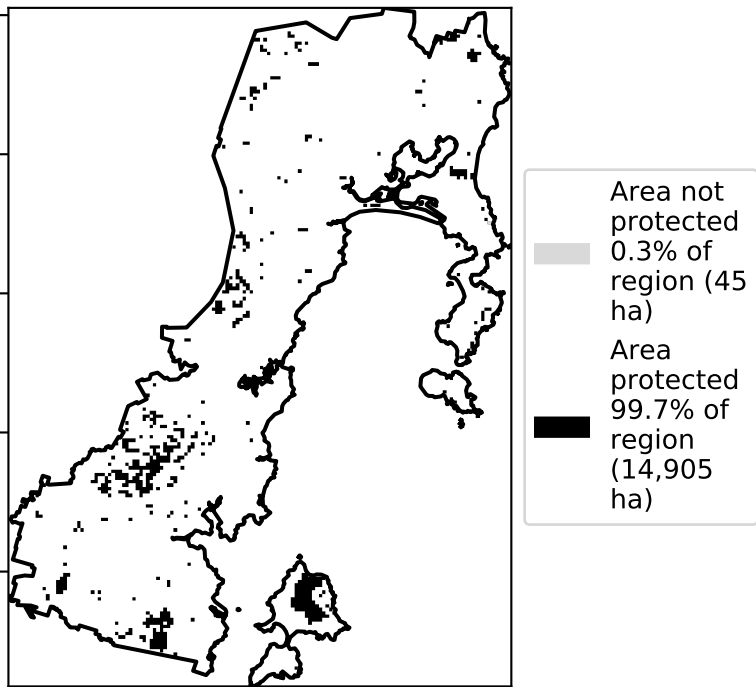 Area not
protected
0.3% of
region (45
ha)
Area
protected
99.7% of
region
(14,905
ha)